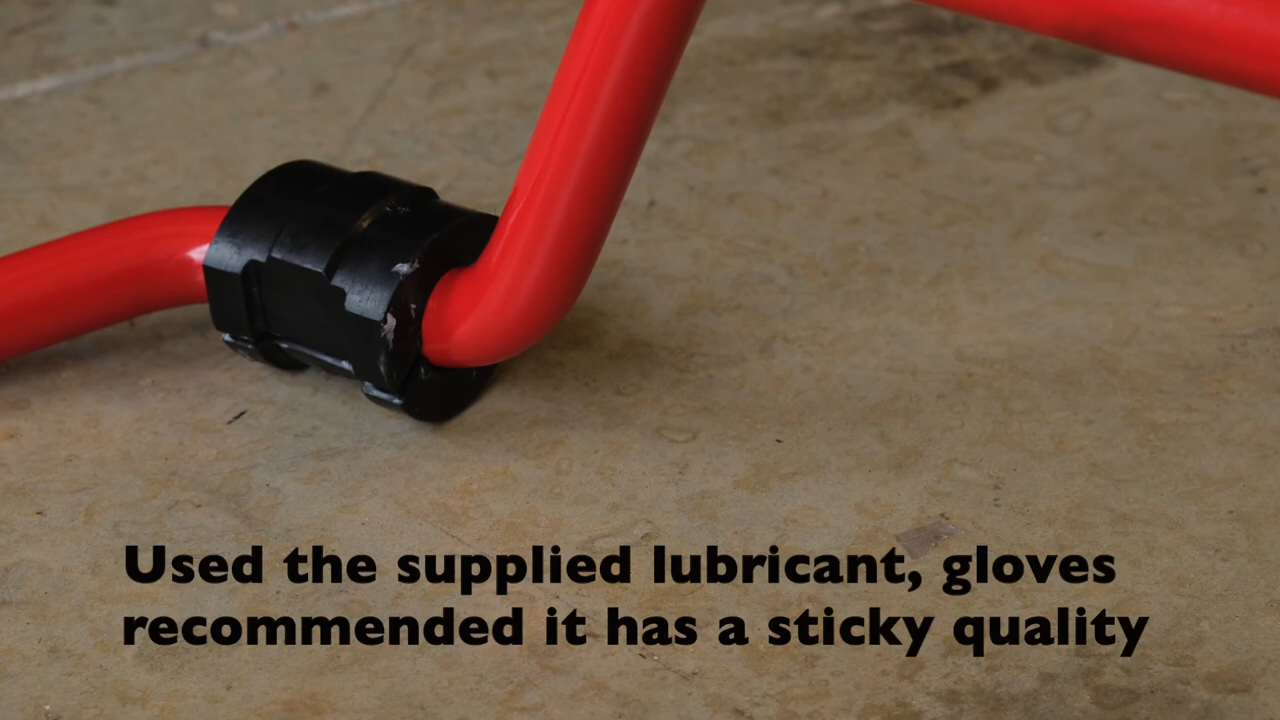 Used the supplied lubricant, gloves
recommended it has a sticky quality